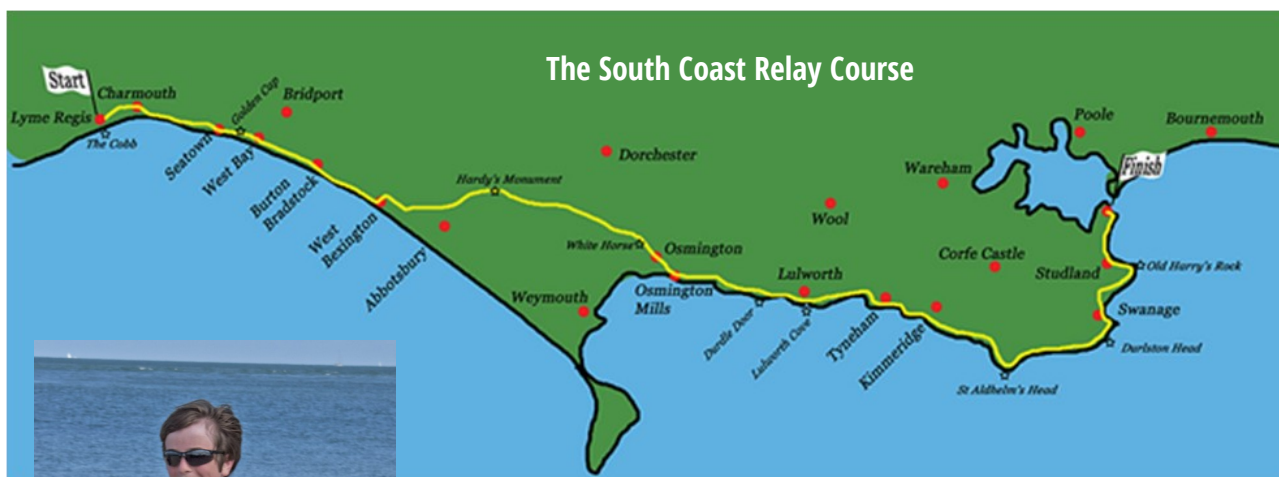 The South Coast Relay Course
Start
Charmouth
Lyme Regis
The Cobb
Golden Cap
Bridport
Seatown
West Bay
Burton
Bradstock
West
Bexington
Abbotsbury
Hardy's Monument
Dorchester
White Horse
Osmington
Osmington
Mills
Weymouth
Durdle Door
Lulworth
Lulworth Cove
Wool
Tyneham
Kimmeridge
Wareham
Corfe Castle
St Aldhelm's Head
Poole
Bournemouth
Finish
Studland
Old Harry's Rock
Swanage
Durlston Head